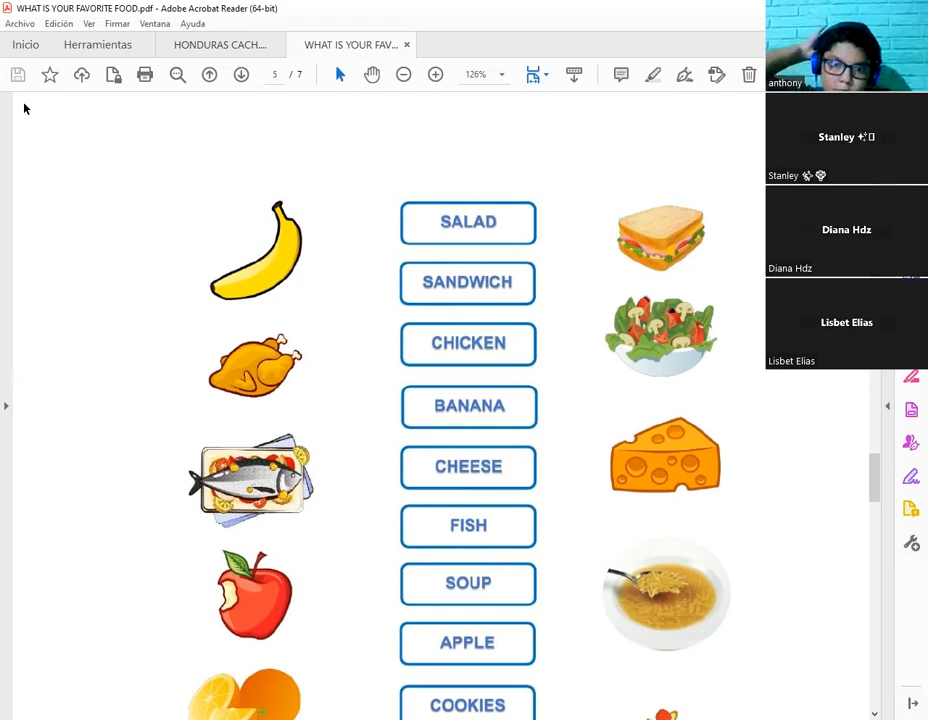 WHAT IS YOUR FAVORITE FOOD.pdf - Adobe Acrobat Reader (64-bit)
Archivo Edición Ver Firmar Ventana Ayuda
Inicio Herramientas HONDURAS CACH.... WHAT IS YOUR FAV... ×
5 / 7 126%
anthony
Stanley
Stanley
Diana Hdz
Diana Hdz
Lisbet Elias
Lisbet Elias
SALAD
SANDWICH
CHICKEN
BANANA
CHEESE
FISH
SOUP
APPLE
COOKIES